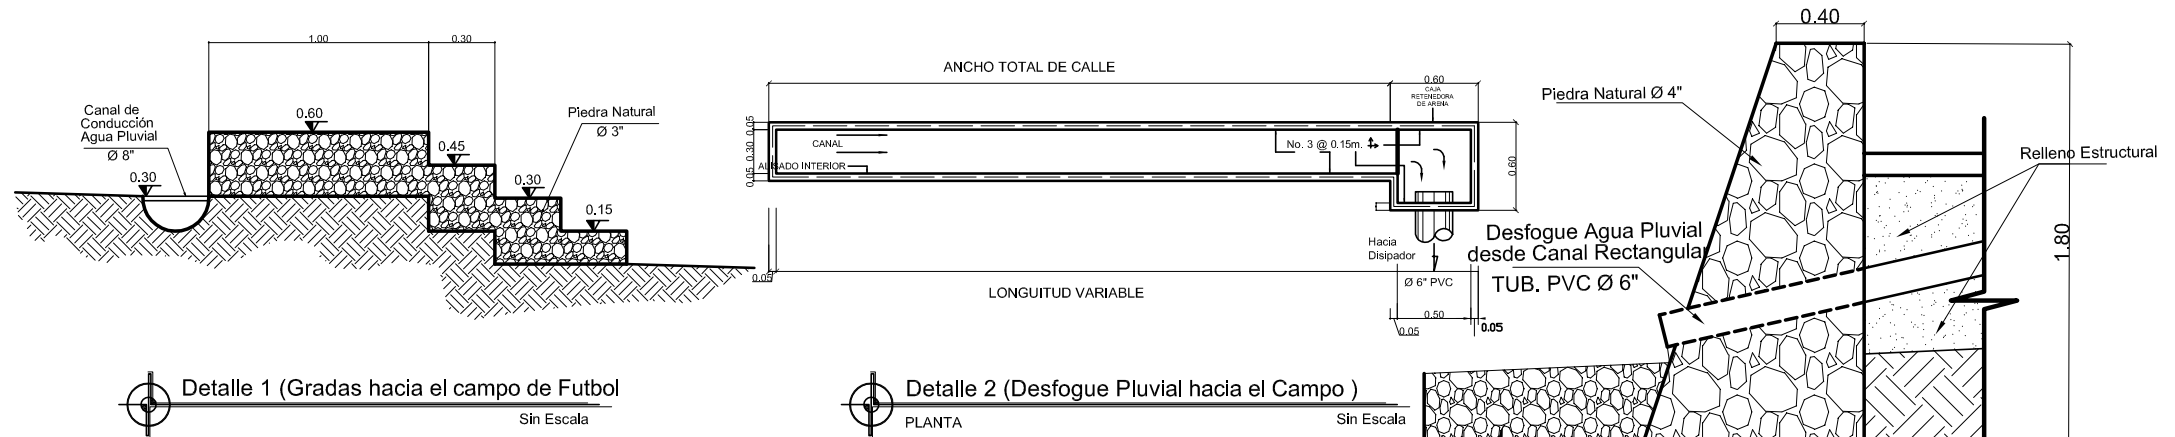 1.00
0.30
Canal de
Conducción
Agua Pluvial
Ø 8"
0.60
Piedra Natural
Ø 3"
0.45
0.30
0.30
0.15
Detalle 1 (Gradas hacia el campo de Futbol
Sin Escala
ANCHO TOTAL DE CALLE
0.60
CAJA
RETENEDORA
DE ARENA
0.05
0.30
0.05
CANAL
ALISADO INTERIOR
No. 3 @ 0.15m.
0.60
Hacia
Disipador
0.05
LONGUITUD VARIABLE
Ø 6" PVC
0.50
0.05
0.05
Detalle 2 (Desfogue Pluvial hacia el Campo )
PLANTA
Sin Escala
0.40
Piedra Natural Ø 4"
Relleno Estructural
1.80
Desfogue Agua Pluvial
desde Canal Rectangular
TUB. PVC Ø 6"